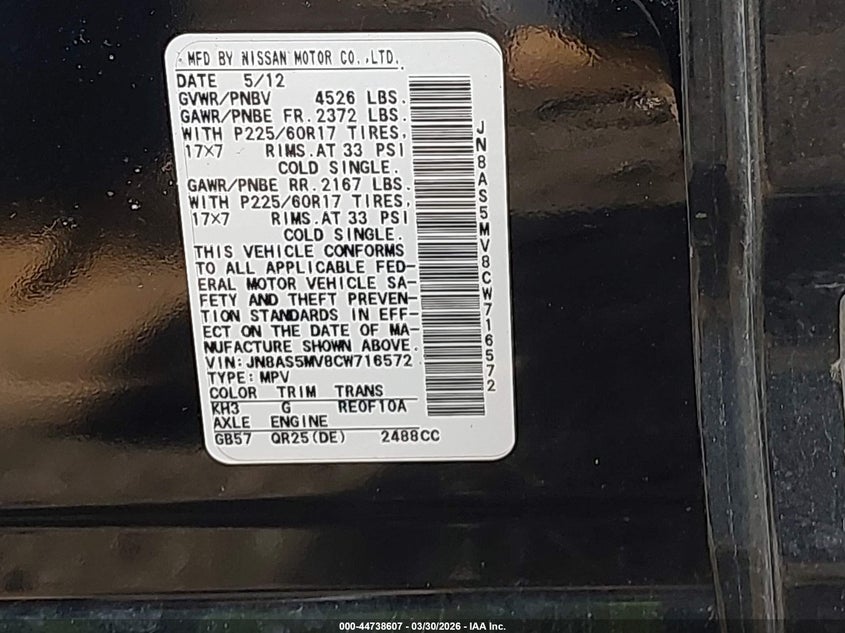 MFD BY NISSAN MOTOR CO.,LTD.
DATE 5/12
GVWR/PNBV 4526 LBS.
GAWR/PNBE FR.2372 LBS.
WITH P225/60R17 TIRES,
17×7 RIMS.AT 33 PSI
COLD SINGLE.
GAWR/PNBE RR.2167 LBS.
WITH P225/60R17 TIRES,
17×7 RIMS.AT 33 PSI
COLD SINGLE.
THIS VEHICLE CONFORMS
TO ALL APPLICABLE FED-
ERAL MOTOR VEHICLE SA-
FETY AND THEFT PREVEN-
TION STANDARDS IN EFF-
ECT ON THE DATE OF MA-
NUFACTURE SHOWN ABOVE.
VIN:JN8AS5MV8CW716572
TYPE:MPV
COLOR TRIM TRANS
KH3 G RE0F10A
AXLE ENGINE
GB57 QR25(DE) 2488CC
JN8AS5MV8CW716572
000-44738607 - 03/30/2026 - IAA Inc.